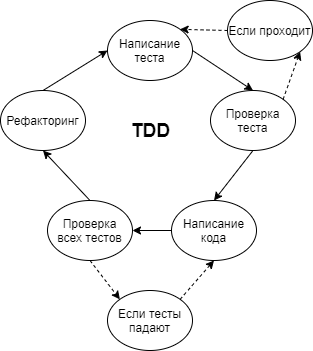 Написание
теста
Если проходит
Проверка
теста
Рефакторинг
TDD
Проверка
всех тестов
Написание
кода
Если тесты
падают